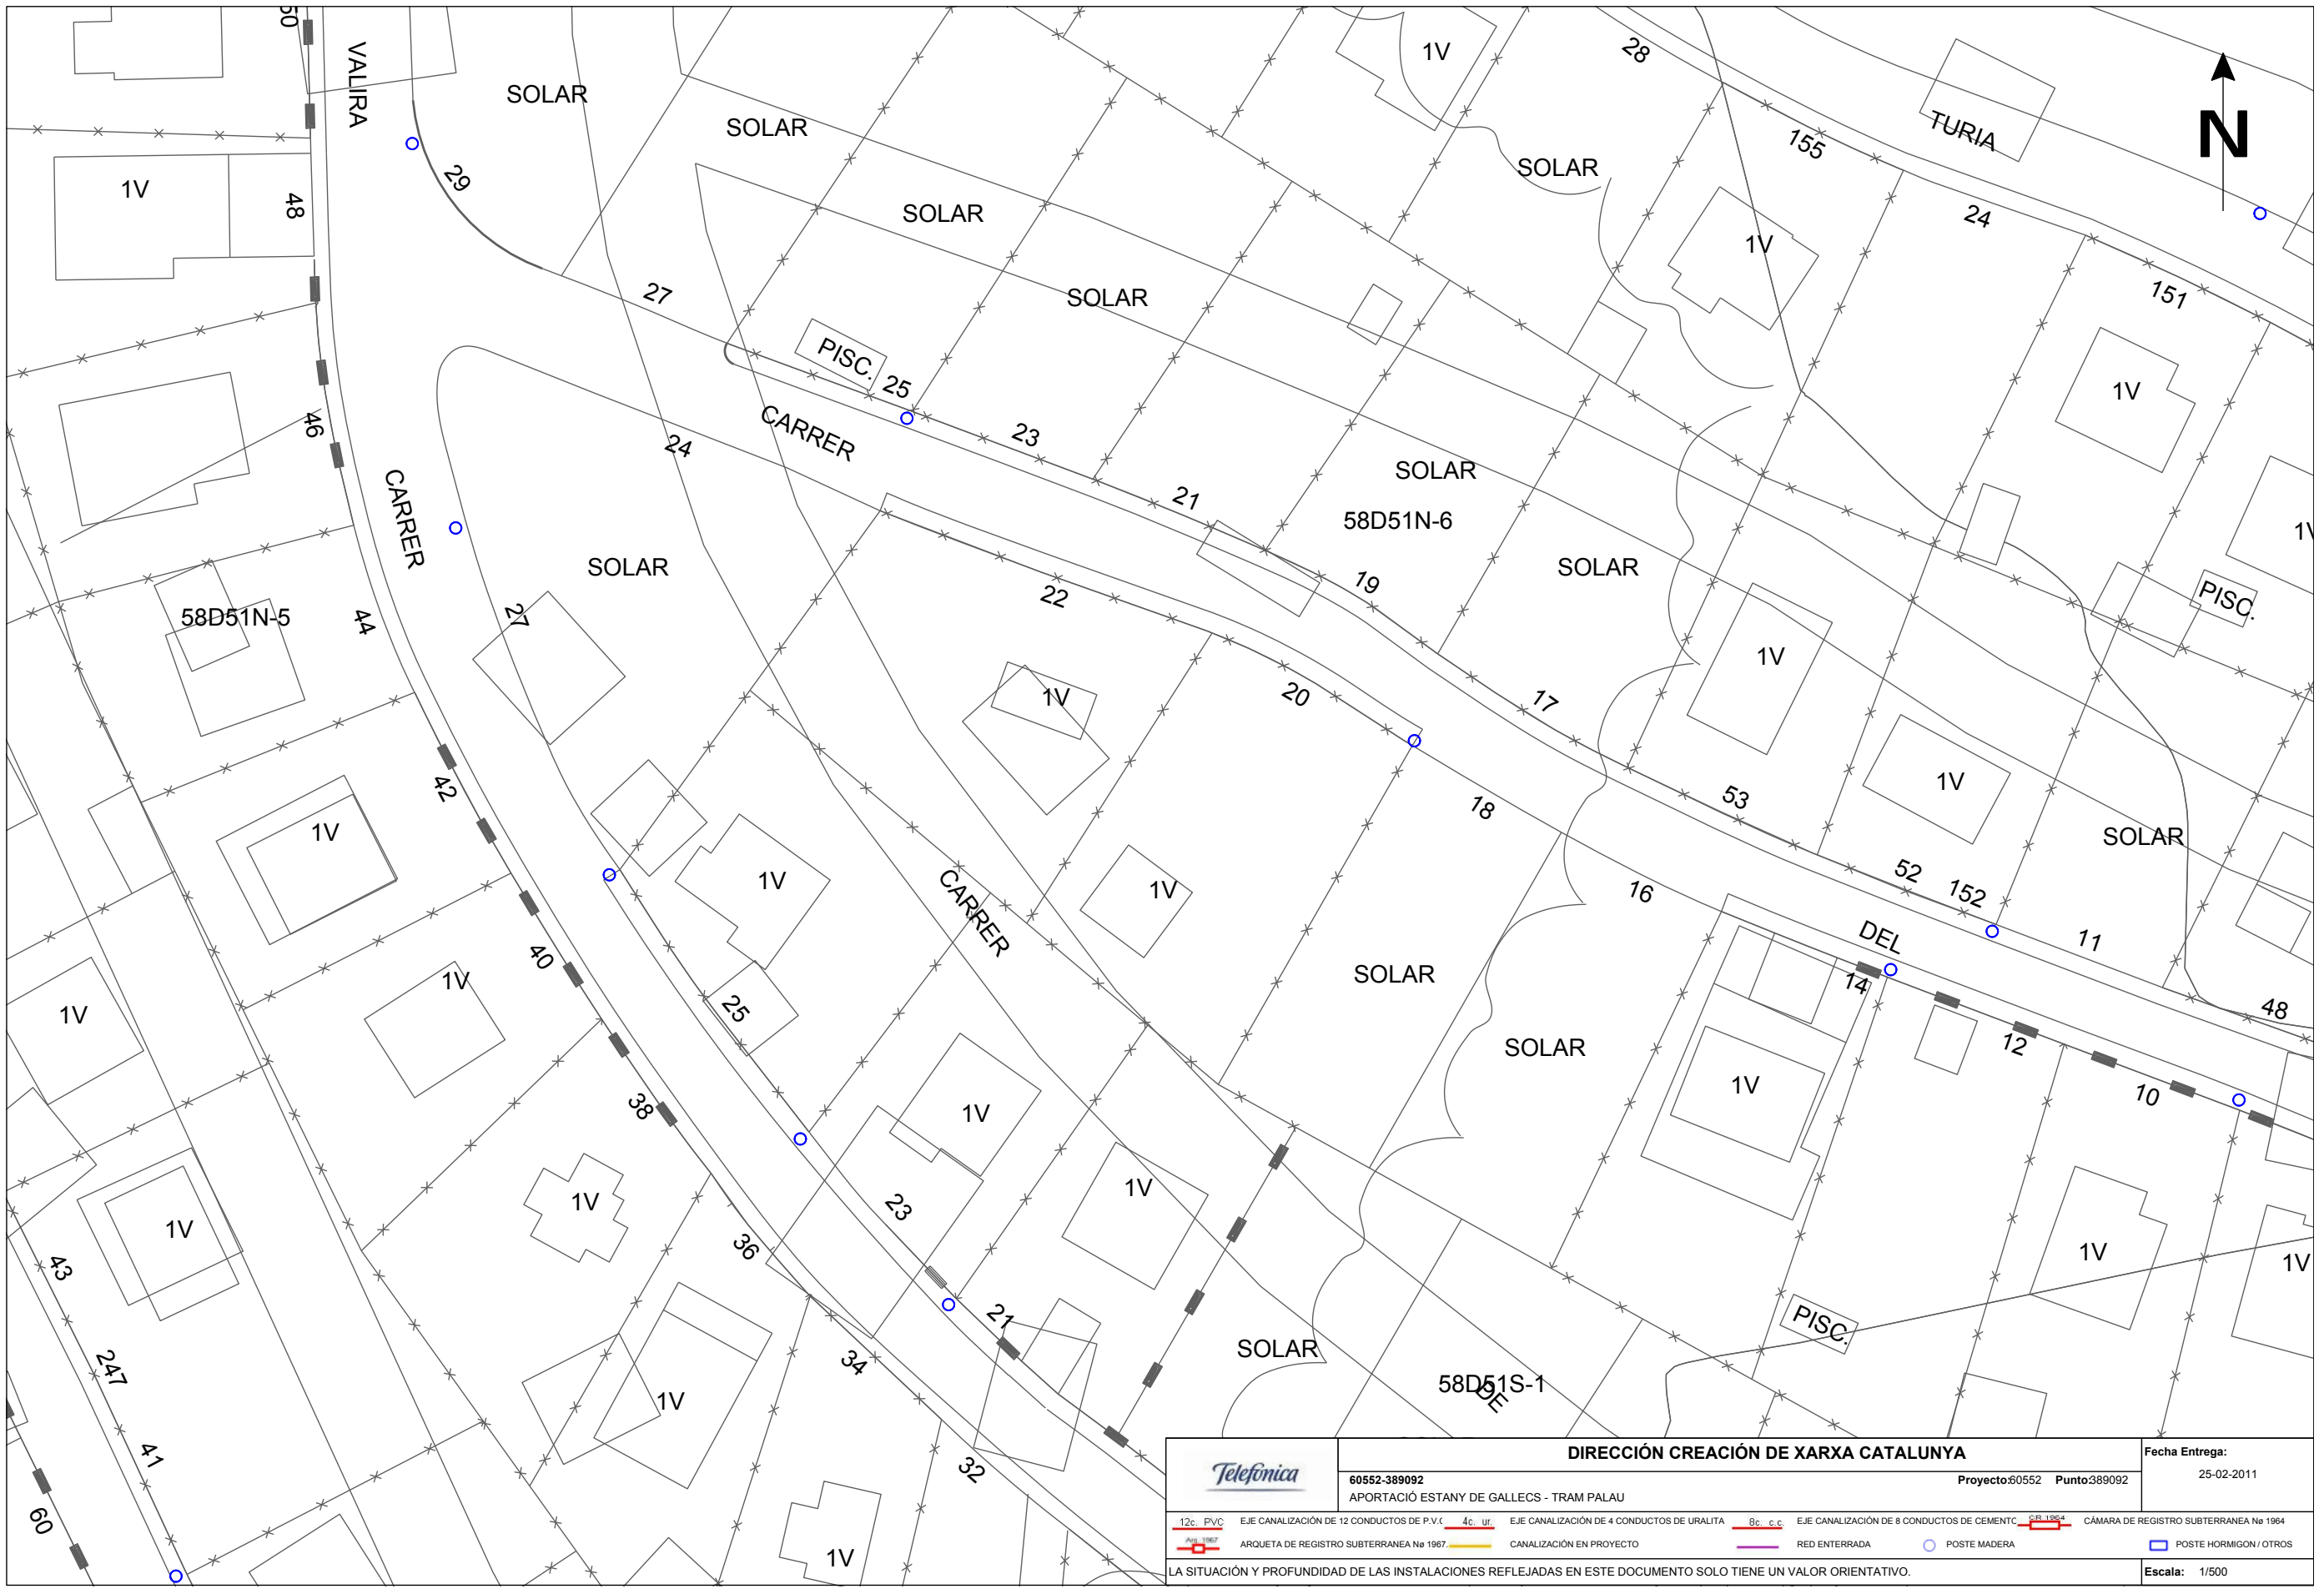 50
VALIRA
SOLAR
SOLAR
1V
28
SOLAR
155
TURIA
N
1V
48
29
SOLAR
24
1V
27
SOLAR
151
PISC.
25
1V
46
CARRER
23
24
SOLAR
21
58D51N-6
CARRER
1V
SOLAR
SOLAR
19
22
58D51N-5
44
27
PISC.
1V
20
1V
17
42
1V
53
18
1V
SOLAR
1V
1V
52
152
16
CARRER
DEL
11
40
1V
SOLAR
14
25
48
1V
SOLAR
12
1V
38
1V
10
1V
1V
23
1V
36
1V
1V
43
21
PISC.
34
SOLAR
247
1V
58D51S-1
DE
41
32
60
1V
Telefónica
DIRECCIÓN CREACIÓN DE XARXA CATALUNYA
Fecha Entrega:
25-02-2011
60552-389092
Proyecto:60552 Punto:389092
APORTACIÓ ESTANY DE GALLECS - TRAM PALAU
12c. PVC EJE CANALIZACIÓN DE 12 CONDUCTOS DE P.V.C 4c. ur. EJE CANALIZACIÓN DE 4 CONDUCTOS DE URALITA 8c. c.c. EJE CANALIZACIÓN DE 8 CONDUCTOS DE CEMENTO C.R. 1964 CÁMARA DE REGISTRO SUBTERRANEA Nø 1964
Arq. 1967 ARQUETA DE REGISTRO SUBTERRANEA Nø 1967. CANALIZACIÓN EN PROYECTO RED ENTERRADA POSTE MADERA POSTE HORMIGON / OTROS
LA SITUACIÓN Y PROFUNDIDAD DE LAS INSTALACIONES REFLEJADAS EN ESTE DOCUMENTO SOLO TIENE UN VALOR ORIENTATIVO.
Escala: 1/500